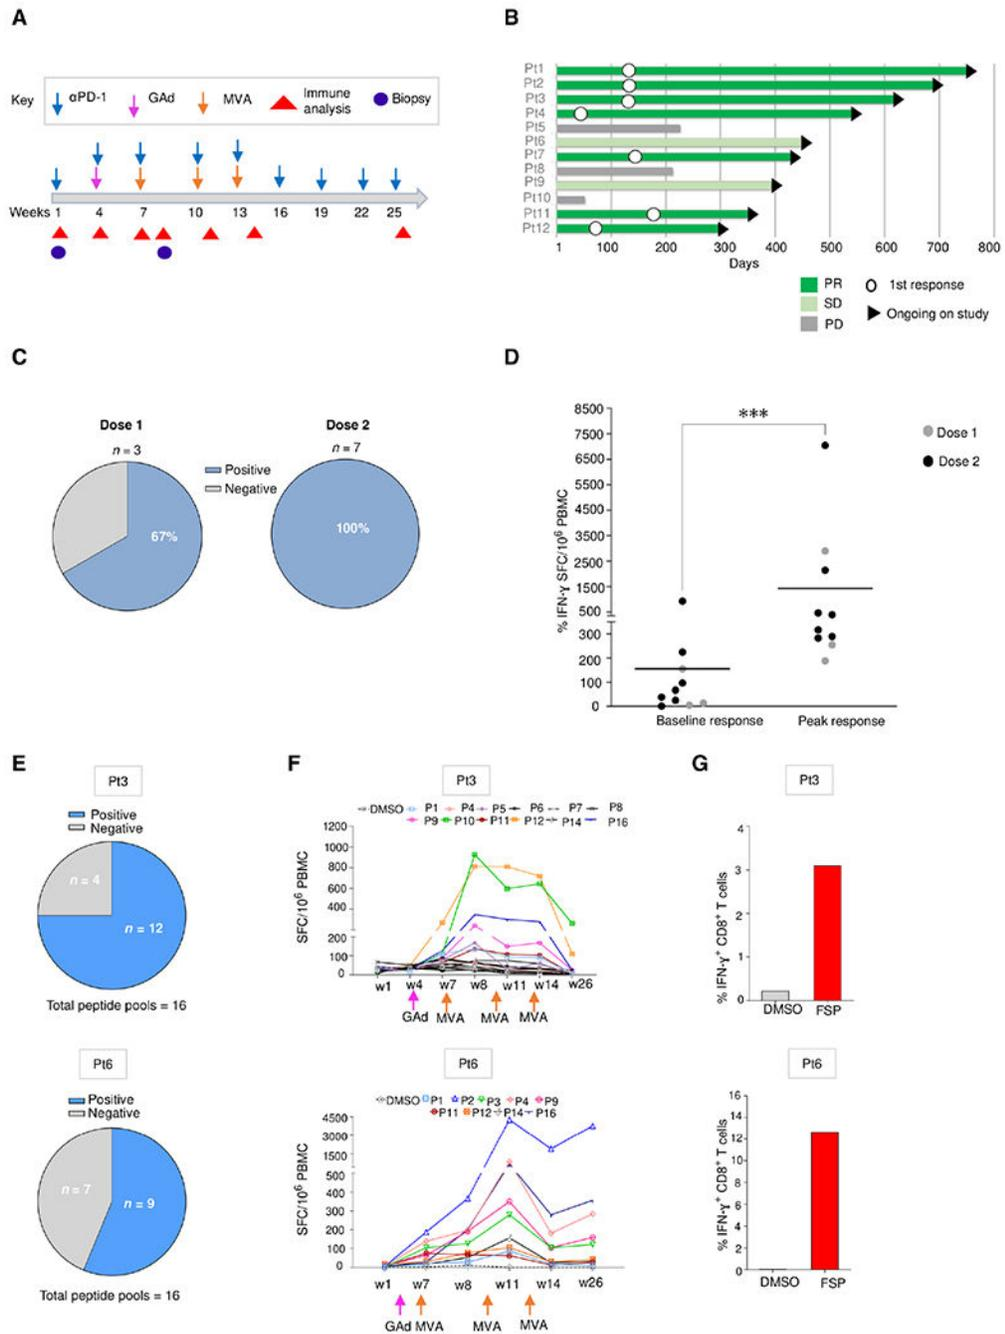 A
Key
αPD-1
GAd
MVA
Immune
analysis
Biopsy
Weeks 1 4 7 10 13 16 19 22 25
B
Pt1
Pt2
Pt3
Pt4
Pt5
Pt6
Pt7
Pt8
Pt9
Pt10
Pt11
Pt12
1 100 200 300 400 500 600 700 800
Days
PR
SD
PD
1st response
Ongoing on study
C
Dose 1
n = 3
67%
Positive
Negative
Dose 2
n = 7
100%
D
% IFN-γ SFC/10⁶ PBMC
8500
7500
6500
5500
4500
3500
2500
1500
500
300
200
100
0
***
Dose 1
Dose 2
Baseline response
Peak response
E
Pt3
Positive
Negative
n = 4
n = 12
Total peptide pools = 16
Pt6
Positive
Negative
n = 7
n = 9
Total peptide pools = 16
F
Pt3
DMSO P1 P4 P5 P6 P7 P8
P9 P10 P11 P12 P14 P16
SFC/10⁶ PBMC
1200
800
600
400
200
100
0
w1 w4 w7 w8 w11 w14 w26
GAd MVA MVA MVA
Pt6
DMSO P1 P2 P3 P4 P9
P11 P12 P14 P16
SFC/10⁶ PBMC
4500
3000
1500
500
400
300
200
100
0
w1 w7 w8 w11 w14 w26
GAd MVA MVA MVA
G
Pt3
% IFN-γ⁺ CD8⁺ T cells
4
3
2
1
0
DMSO FSP
Pt6
% IFN-γ⁺ CD8⁺ T cells
16
14
12
10
8
6
4
2
0
DMSO FSP